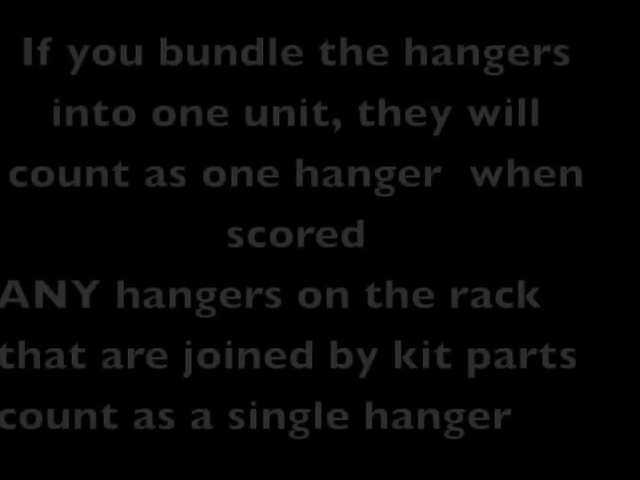 If you bundle the hangers
into one unit, they will
count as one hanger when
scored
ANY hangers on the rack
that are joined by kit parts
count as a single hanger